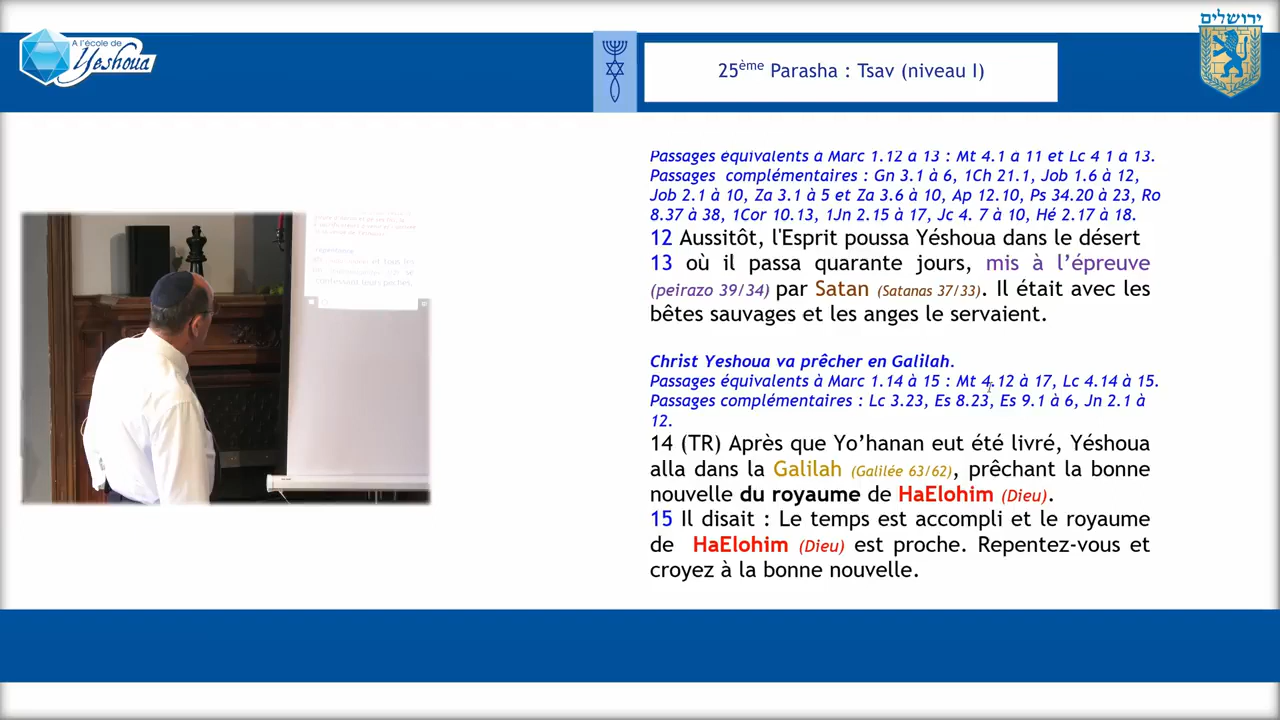 A l'école de
Yeshoua
ירושלים
25ème Parasha : Tsav (niveau I)
Passages équivalents à Marc 1.12 à 13 : Mt 4.1 à 11 et Lc 4 1 à 13.
Passages complémentaires : Gn 3.1 à 6, 1Ch 21.1, Job 1.6 à 12,
Job 2.1 à 10, Za 3.1 à 5 et Za 3.6 à 10, Ap 12.10, Ps 34.20 à 23, Ro
8.37 à 38, 1Cor 10.13, 1Jn 2.15 à 17, Jc 4. 7 à 10, Hé 2.17 à 18.
12 Aussitôt, l'Esprit poussa Yéshoua dans le désert
13 où il passa quarante jours, mis à l’épreuve
(peirazo 39/34) par Satan (Satanas 37/33). Il était avec les
bêtes sauvages et les anges le servaient.
Christ Yeshoua va prêcher en Galilah.
Passages équivalents à Marc 1.14 à 15 : Mt 4.12 à 17, Lc 4.14 à 15.
Passages complémentaires : Lc 3.23, Es 8.23, Es 9.1 à 6, Jn 2.1 à
12.
14 (TR) Après que Yo’hanan eut été livré, Yéshoua
alla dans la Galilah (Galilée 63/62), prêchant la bonne
nouvelle du royaume de HaElohim (Dieu).
15 Il disait : Le temps est accompli et le royaume
de HaElohim (Dieu) est proche. Repentez-vous et
croyez à la bonne nouvelle.
repentance
et tous les
se
confessant leurs péchés.